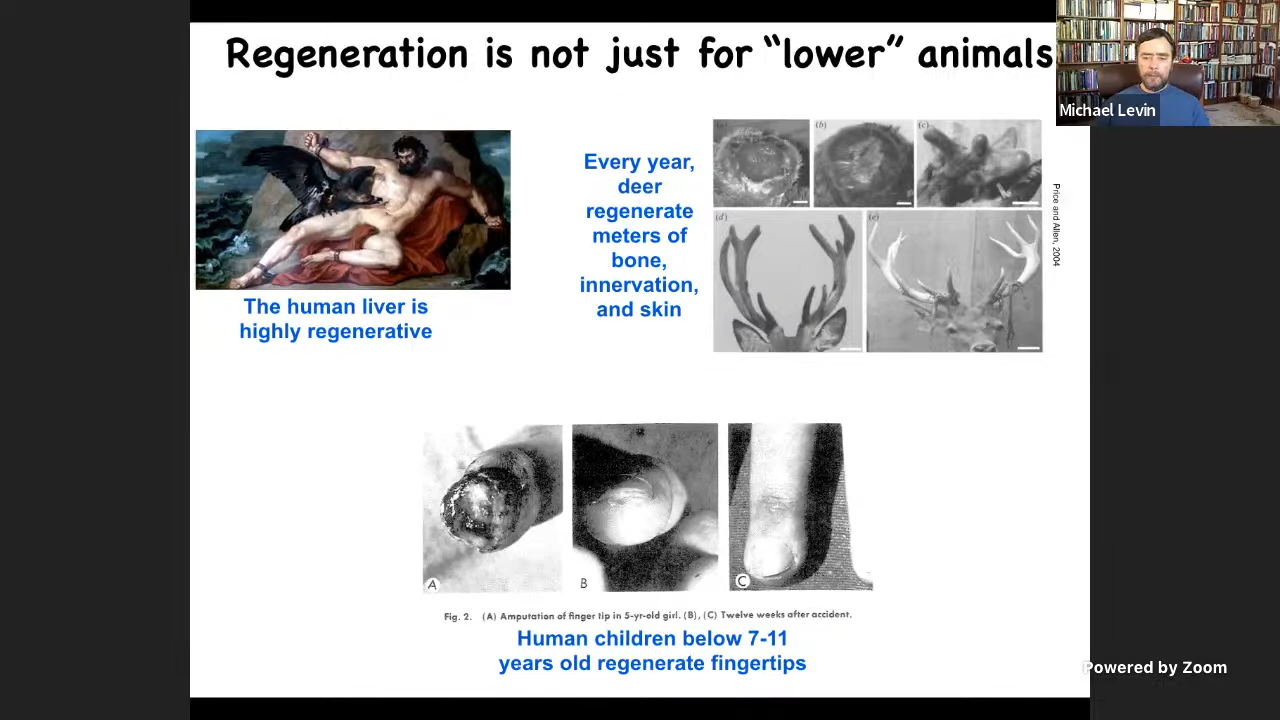 Regeneration is not just for “lower” animals
Michael Levin
The human liver is
highly regenerative
Every year,
deer
regenerate
meters of
bone,
innervation,
and skin
(a)
(b)
(c)
(d)
(e)
Price and Allen, 2004
A
B
C
Fig. 2. (A) Amputation of finger tip in 5-yr-old girl. (B), (C) Twelve weeks after accident.
Human children below 7-11
years old regenerate fingertips
Powered by Zoom